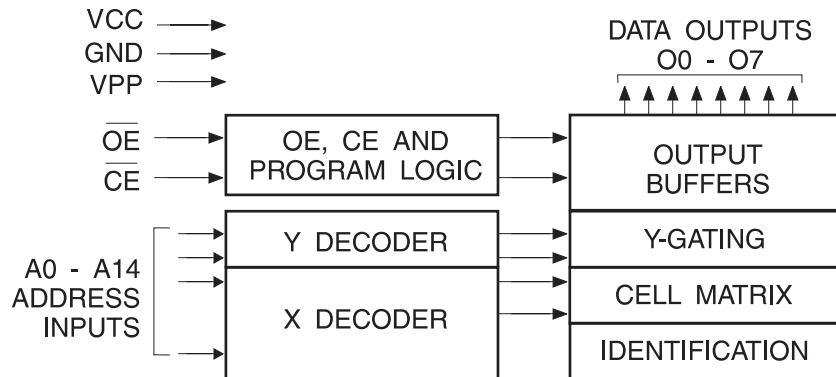 VCC
GND
VPP
OE
CE
A0 - A14
ADDRESS
INPUTS
OE, CE AND
PROGRAM LOGIC
Y DECODER
X DECODER
DATA OUTPUTS
O0 - O7
OUTPUT
BUFFERS
Y-GATING
CELL MATRIX
IDENTIFICATION